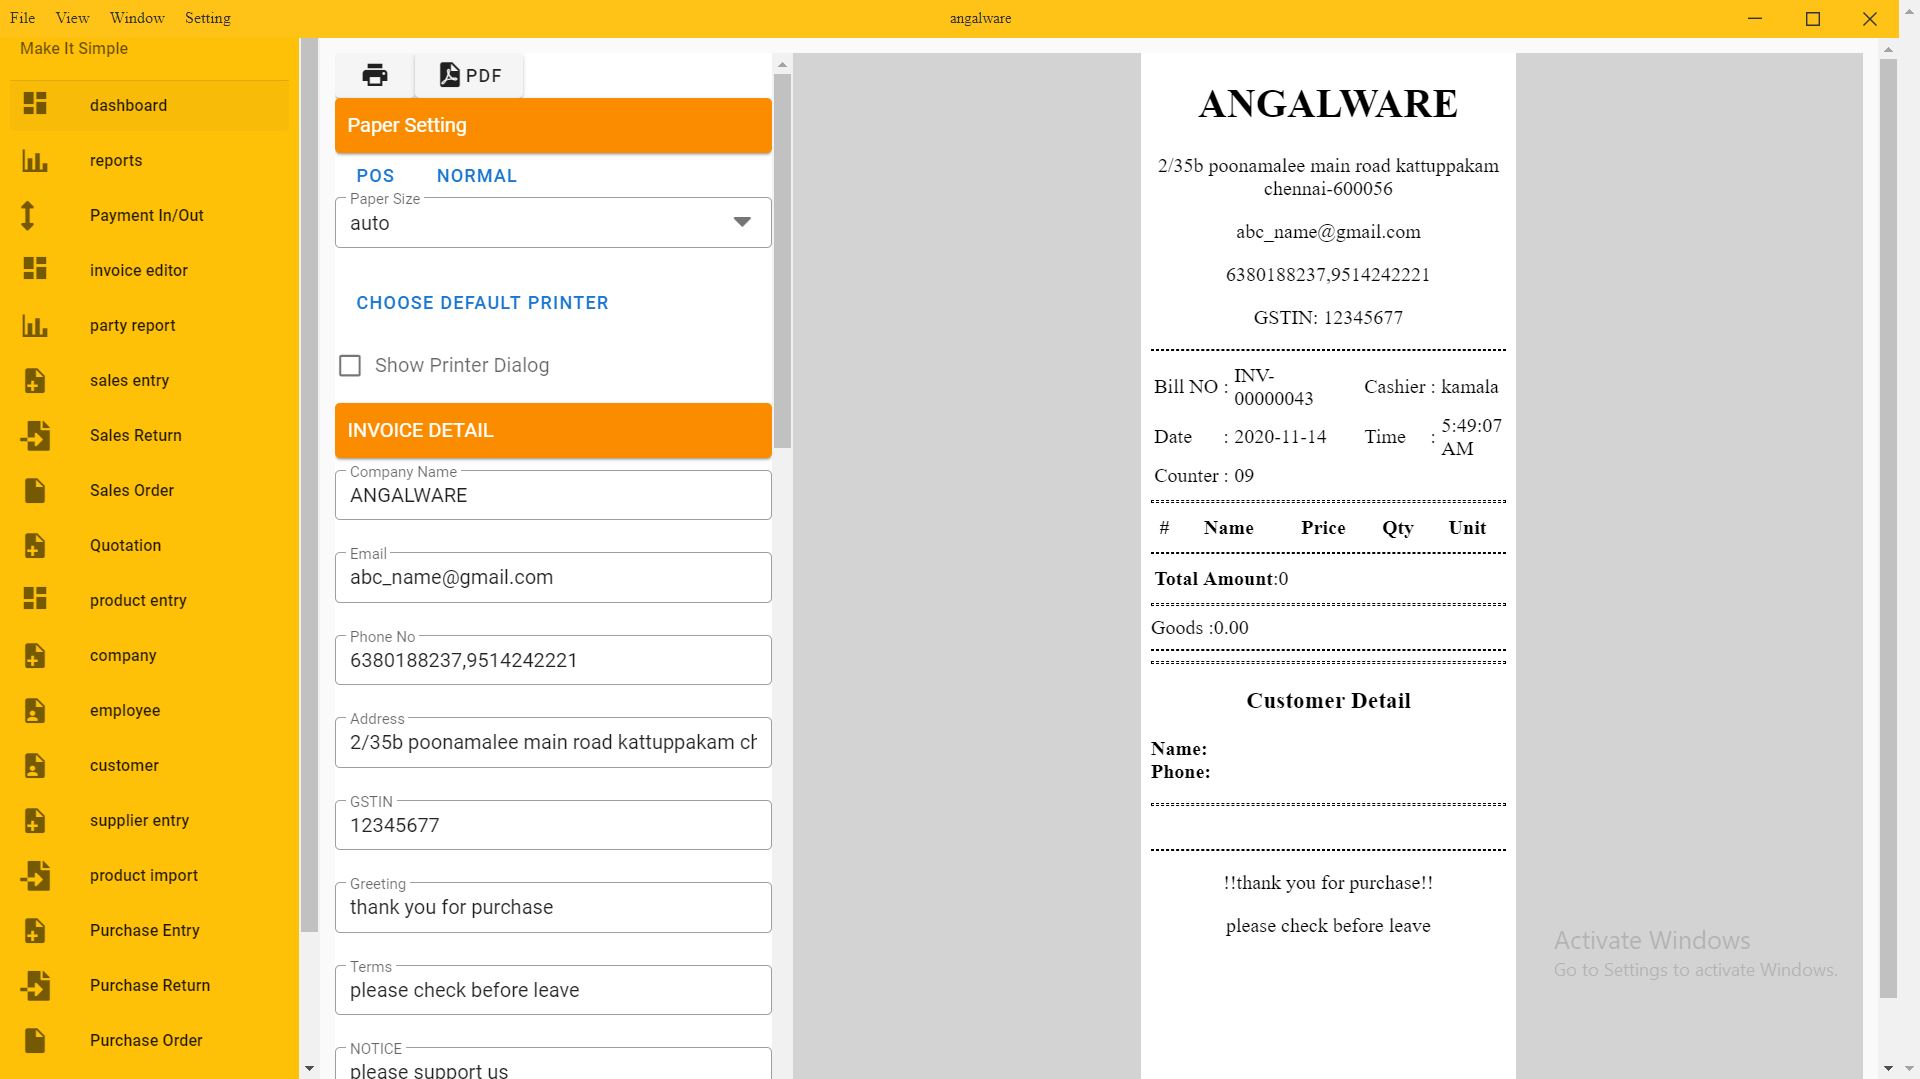 File View Window Setting
angalware
Make It Simple
dashboard
reports
Payment In/Out
invoice editor
party report
sales entry
Sales Return
Sales Order
Quotation
product entry
company
employee
customer
supplier entry
product import
Purchase Entry
Purchase Return
Purchase Order
PDF
Paper Setting
POS NORMAL
Paper Size
auto
CHOOSE DEFAULT PRINTER
Show Printer Dialog
INVOICE DETAIL
Company Name
ANGALWARE
Email
abc_name@gmail.com
Phone No
6380188237,9514242221
Address
2/35b poonamalee main road kattuppakam ch
GSTIN
12345677
Greeting
thank you for purchase
Terms
please check before leave
NOTICE
please support us
ANGALWARE
2/35b poonamalee main road kattuppakam
chennai-600056
abc_name@gmail.com
6380188237,9514242221
GSTIN: 12345677
Bill NO : INV-00000043 Cashier : kamala
Date : 2020-11-14 Time : 5:49:07 AM
Counter : 09
# Name Price Qty Unit
Total Amount:0
Goods :0.00
Customer Detail
Name:
Phone:
!!thank you for purchase!!
please check before leave
Activate Windows
Go to Settings to activate Windows.